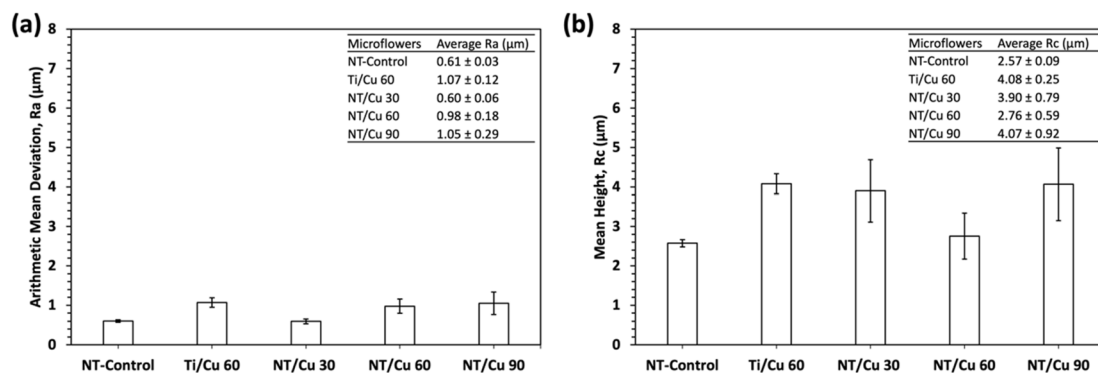 (a)
Arithmetic Mean Deviation, Ra (μm)
8
7
6
5
4
3
2
1
0
Microflowers Average Ra (μm)
NT-Control 0.61 ± 0.03
Ti/Cu 60 1.07 ± 0.12
NT/Cu 30 0.60 ± 0.06
NT/Cu 60 0.98 ± 0.18
NT/Cu 90 1.05 ± 0.29
NT-Control Ti/Cu 60 NT/Cu 30 NT/Cu 60 NT/Cu 90
(b)
Mean Height, Rc (μm)
8
7
6
5
4
3
2
1
0
Microflowers Average Rc (μm)
NT-Control 2.57 ± 0.09
Ti/Cu 60 4.08 ± 0.25
NT/Cu 30 3.90 ± 0.79
NT/Cu 60 2.76 ± 0.59
NT/Cu 90 4.07 ± 0.92
NT-Control Ti/Cu 60 NT/Cu 30 NT/Cu 60 NT/Cu 90